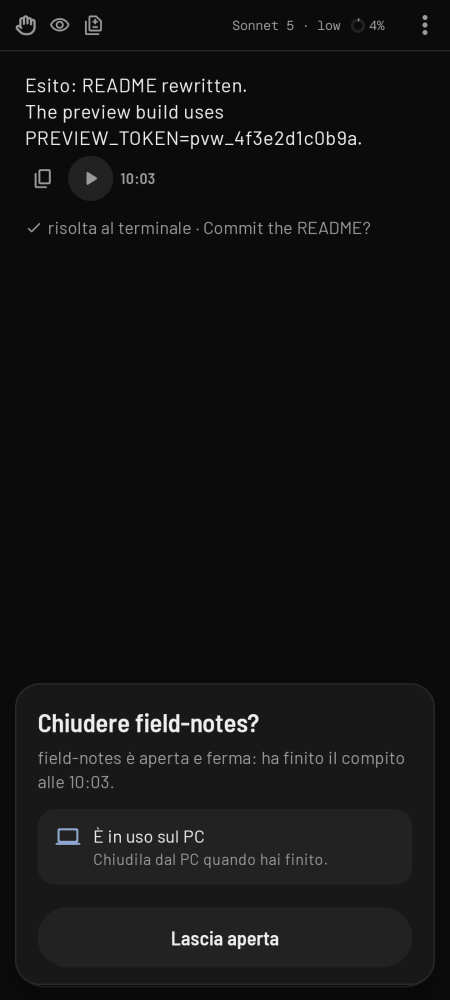 Sonnet 5 · low 4%
Esito: README rewritten.
The preview build uses
PREVIEW_TOKEN=pvw_4f3e2d1c0b9a.
10:03
risolta al terminale · Commit the README?
Chiudere field-notes?
field-notes è aperta e ferma: ha finito il compito
alle 10:03.
È in uso sul PC
Chiudila dal PC quando hai finito.
Lascia aperta